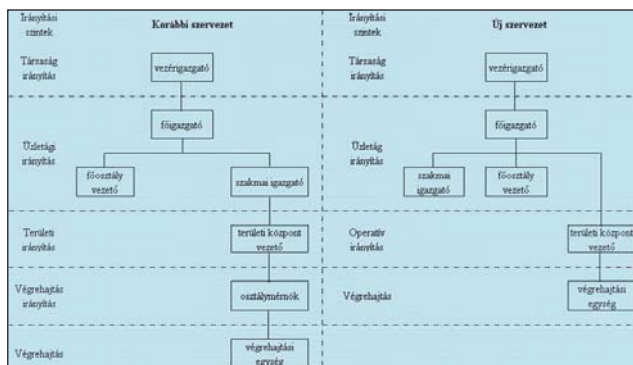 Irányítási
szintek
Korábbi szervezet
Társaság
irányítás
vezérigazgató
Üzletági
irányítás
főigazgató
főosztály
vezető
szakmai igazgató
Területi
irányítás
területi központ
vezető
Végrehajtás
irányítás
osztálymérnök
Végrehajtás
végrehajtási
egység
Irányítási
szintek
Új szervezet
Társaság
irányítás
vezérigazgató
Üzletág
irányítás
főigazgató
szakmai
igazgató
főosztály
vezető
Operatív
irányítás
területi központ
vezető
Végrehajtás
végrehajtási
egység